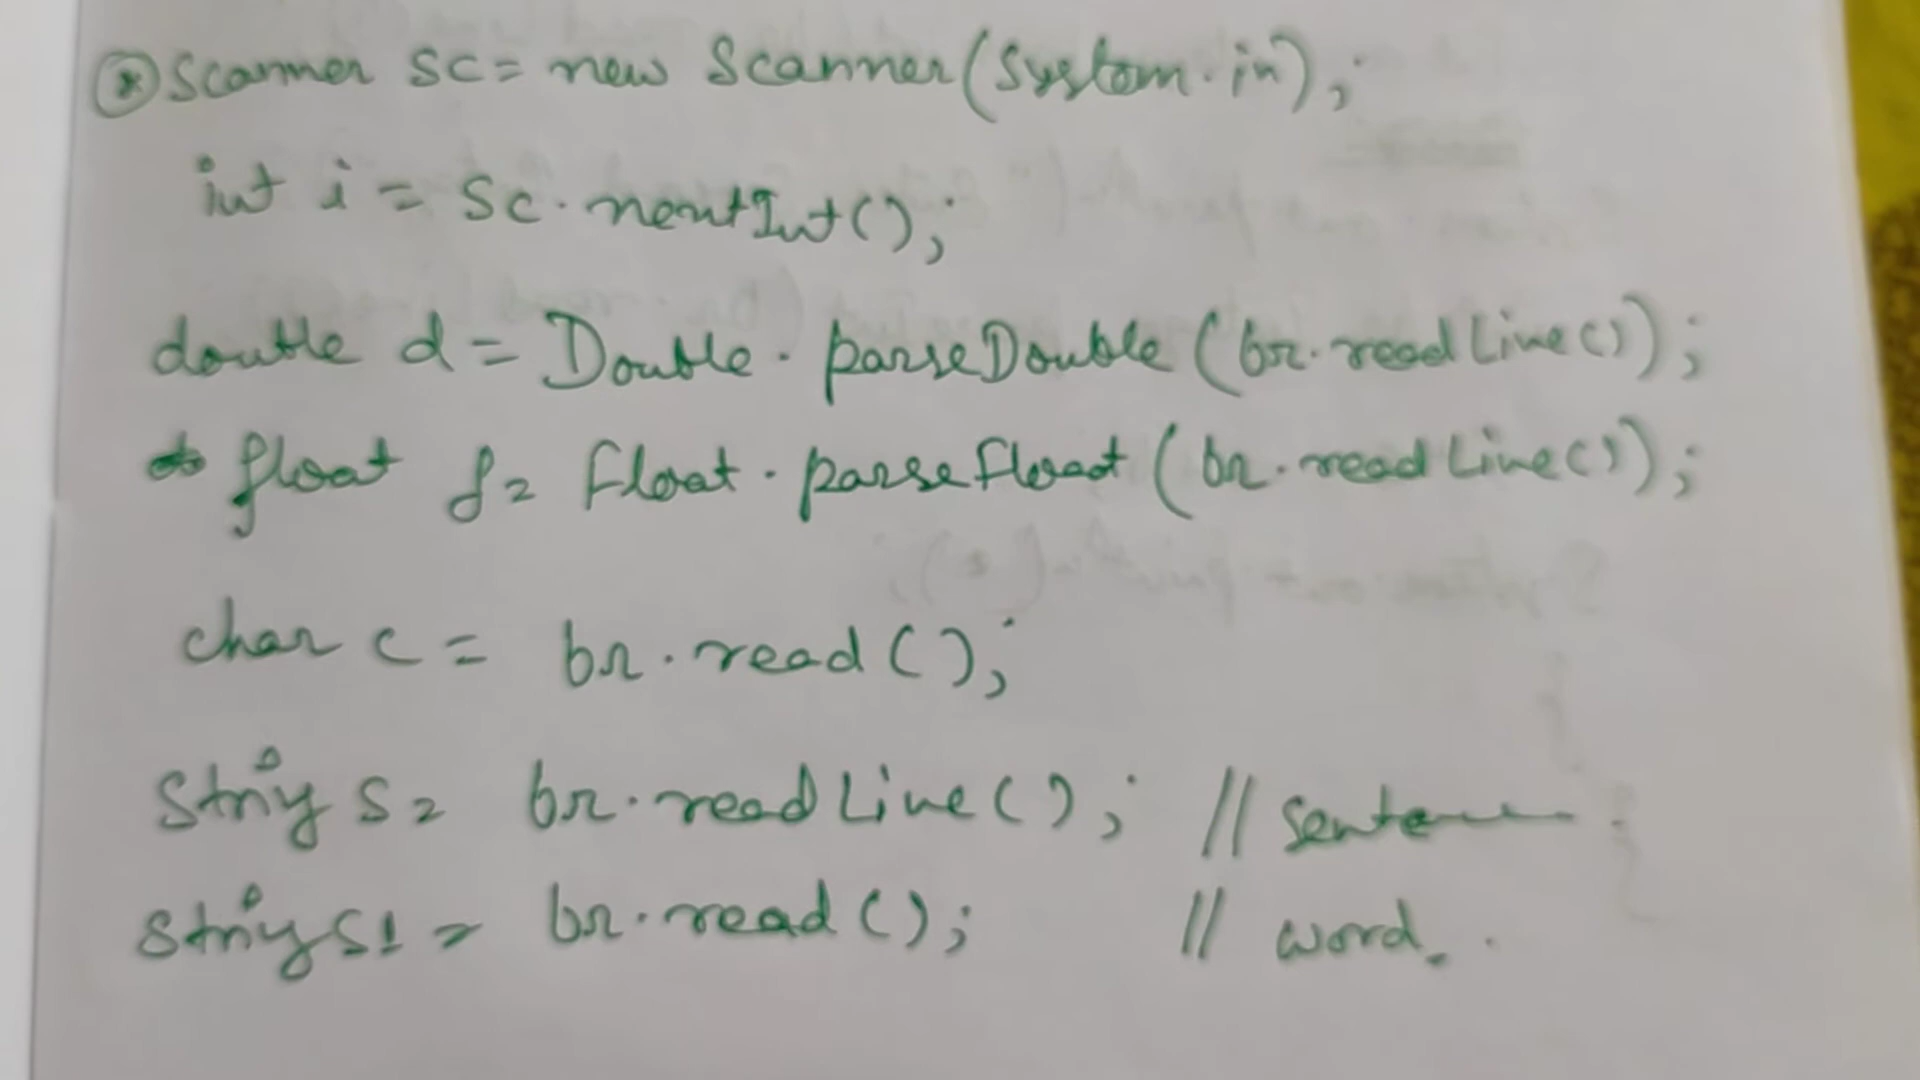 * Scanner sc = new Scanner(System.in);
int i = sc.nextInt();
double d = Double.parseDouble(br.readLine());
float f = Float.parseFloat(br.readLine());
char c = br.read();
String s = br.readLine(); // sentence
String s1 = br.read(); // word.